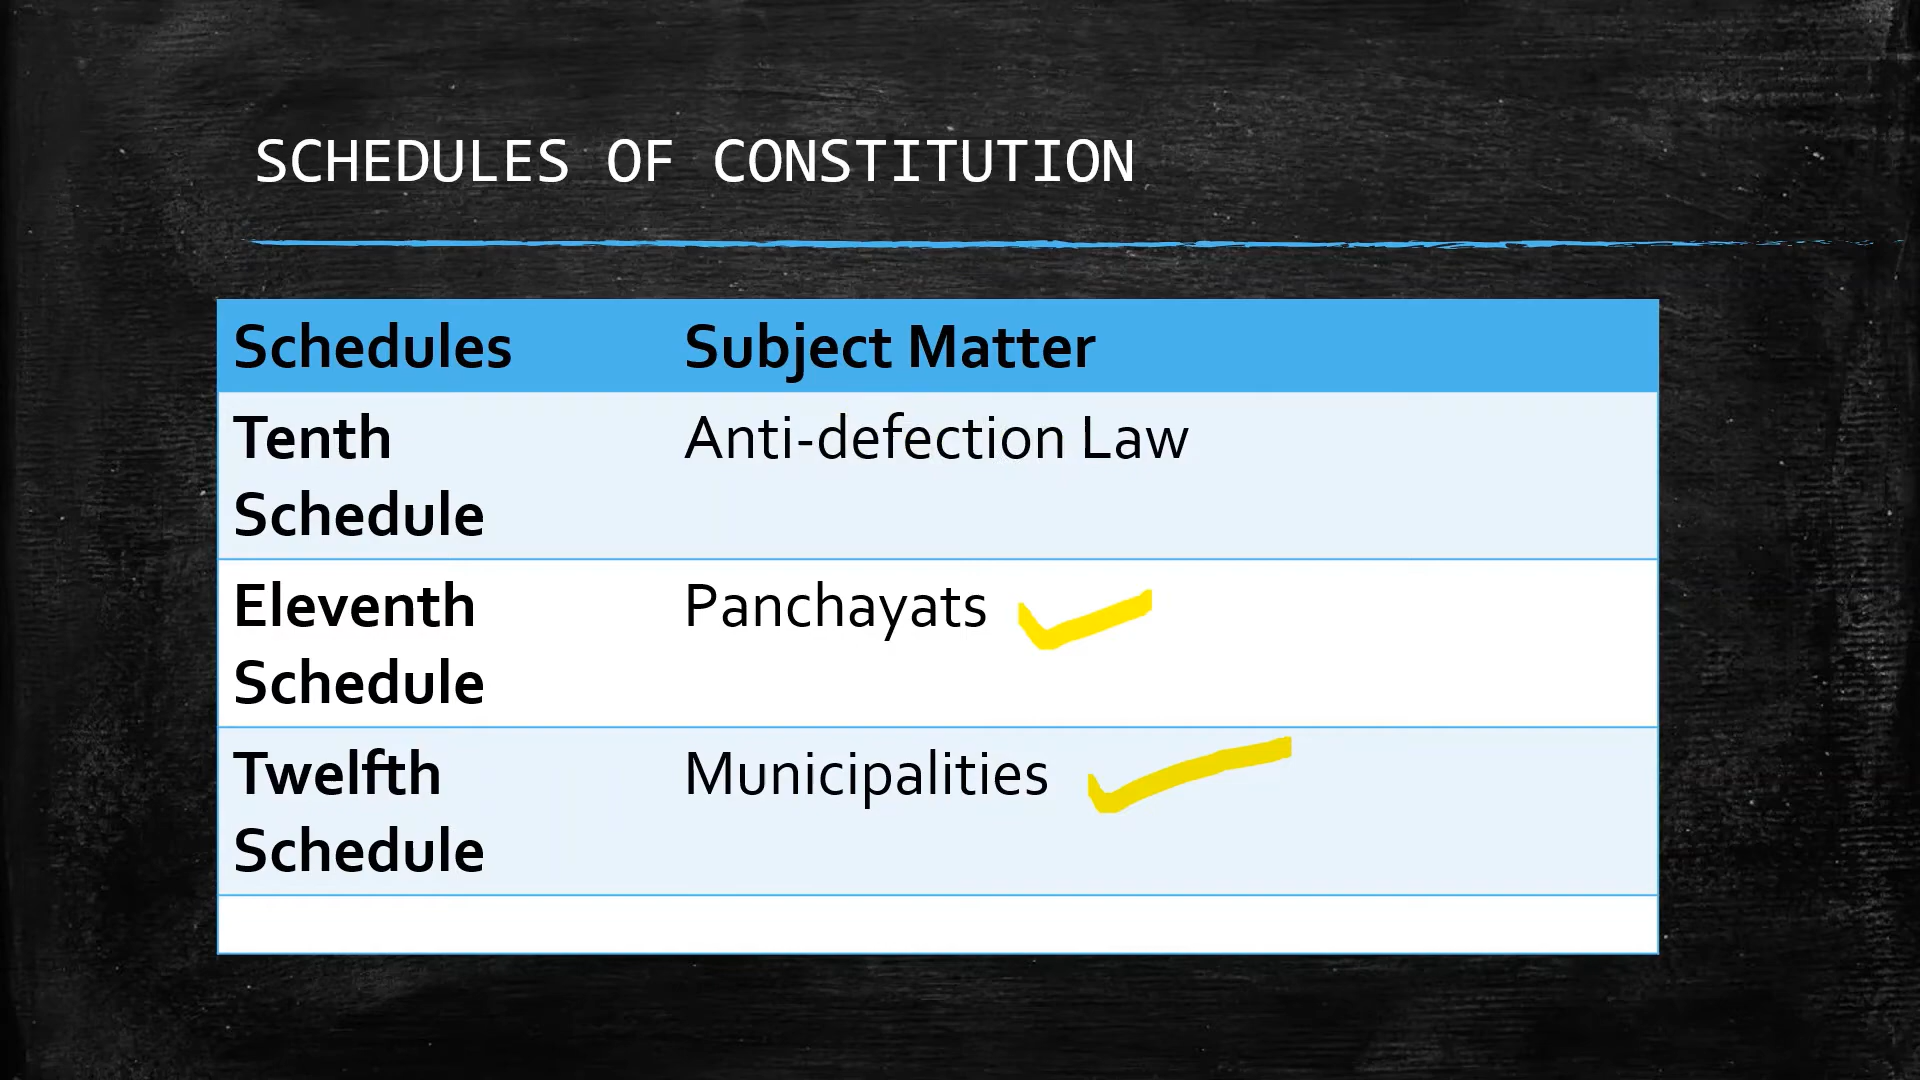 SCHEDULES OF CONSTITUTION
Schedules Subject Matter
Tenth Anti-defection Law
Schedule
Eleventh Panchayats
Schedule
Twelfth Municipalities
Schedule